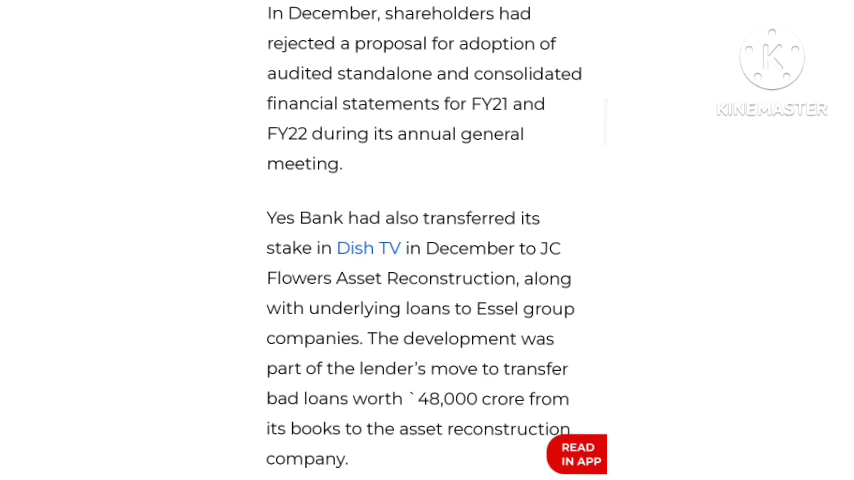 In December, shareholders had
rejected a proposal for adoption of
audited standalone and consolidated
financial statements for FY21 and
FY22 during its annual general
meeting.
Yes Bank had also transferred its
stake in Dish TV in December to JC
Flowers Asset Reconstruction, along
with underlying loans to Essel group
companies. The development was
part of the lender's move to transfer
bad loans worth `48,000 crore from
its books to the asset reconstruction
company.
READ
IN APP
K
KINEMASTER